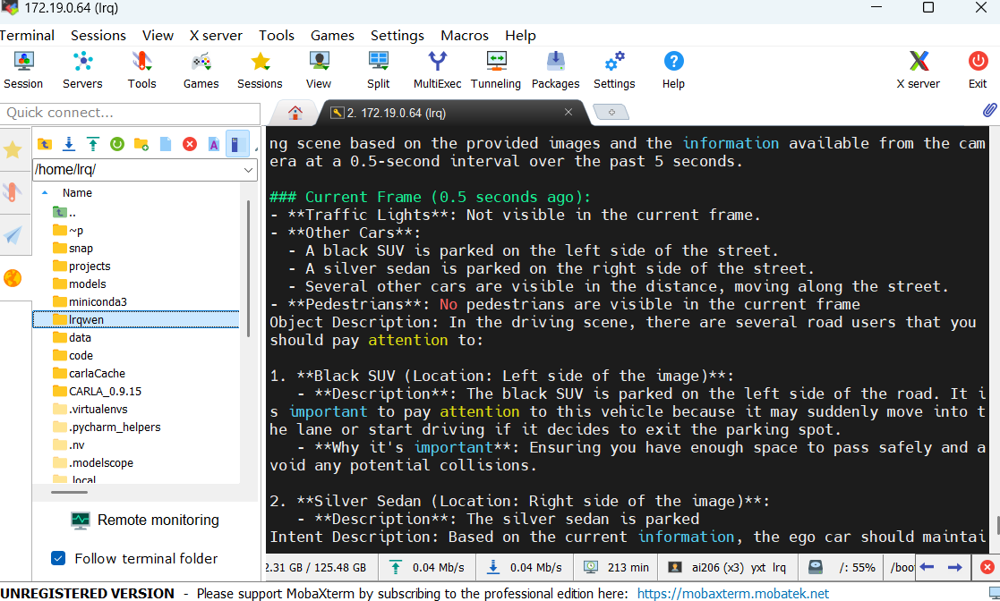 172.19.0.64 (lrq)
Terminal Sessions View X server Tools Games Settings Macros Help
Session Servers Tools Games Sessions View Split MultiExec Tunneling Packages Settings Help X server Exit
Quick connect...
2. 172.19.0.64 (lrq)
/home/lrq/
Name
..
~p
snap
projects
models
miniconda3
lrqwen
data
code
carlaCache
CARLA_0.9.15
.virtualenvs
.pycharm_helpers
.nv
.modelscope
.local
Remote monitoring
Follow terminal folder
ng scene based on the provided images and the information available from the cam
era at a 0.5-second interval over the past 5 seconds.
### Current Frame (0.5 seconds ago):
- **Traffic Lights**: Not visible in the current frame.
- **Other Cars**:
- A black SUV is parked on the left side of the street.
- A silver sedan is parked on the right side of the street.
- Several other cars are visible in the distance, moving along the street.
- **Pedestrians**: No pedestrians are visible in the current frame
Object Description: In the driving scene, there are several road users that you
should pay attention to:
1. **Black SUV (Location: Left side of the image)**:
- **Description**: The black SUV is parked on the left side of the road. It i
s important to pay attention to this vehicle because it may suddenly move into t
he lane or start driving if it decides to exit the parking spot.
- **Why it's important**: Ensuring you have enough space to pass safely and a
void any potential collisions.
2. **Silver Sedan (Location: Right side of the image)**:
- **Description**: The silver sedan is parked
Intent Description: Based on the current information, the ego car should maintai
2.31 GB / 125.48 GB 0.04 Mb/s 0.04 Mb/s 213 min ai206 (x3) yxt lrq /: 55% /boo
UNREGISTERED VERSION - Please support MobaXterm by subscribing to the professional edition here: https://mobaxterm.mobatek.net